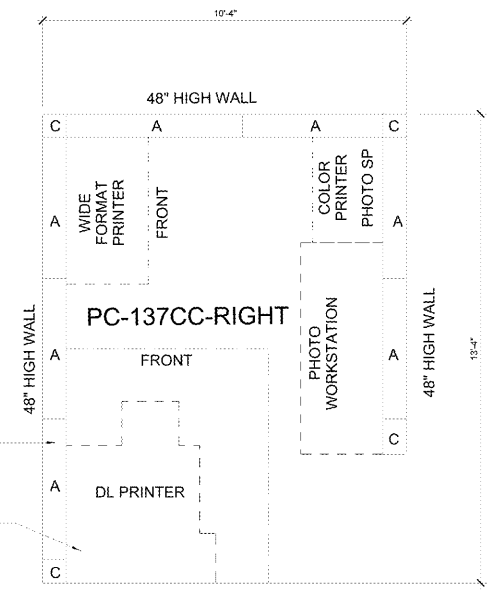 10'-4"
48" HIGH WALL
C
A
A
C
A
WIDE
FORMAT
PRINTER
FRONT
COLOR
PRINTER
PHOTO SP
A
PC-137CC-RIGHT
48" HIGH WALL
A
FRONT
PHOTO
WORKSTATION
A
48" HIGH WALL
13'-4"
C
A
DL PRINTER
C